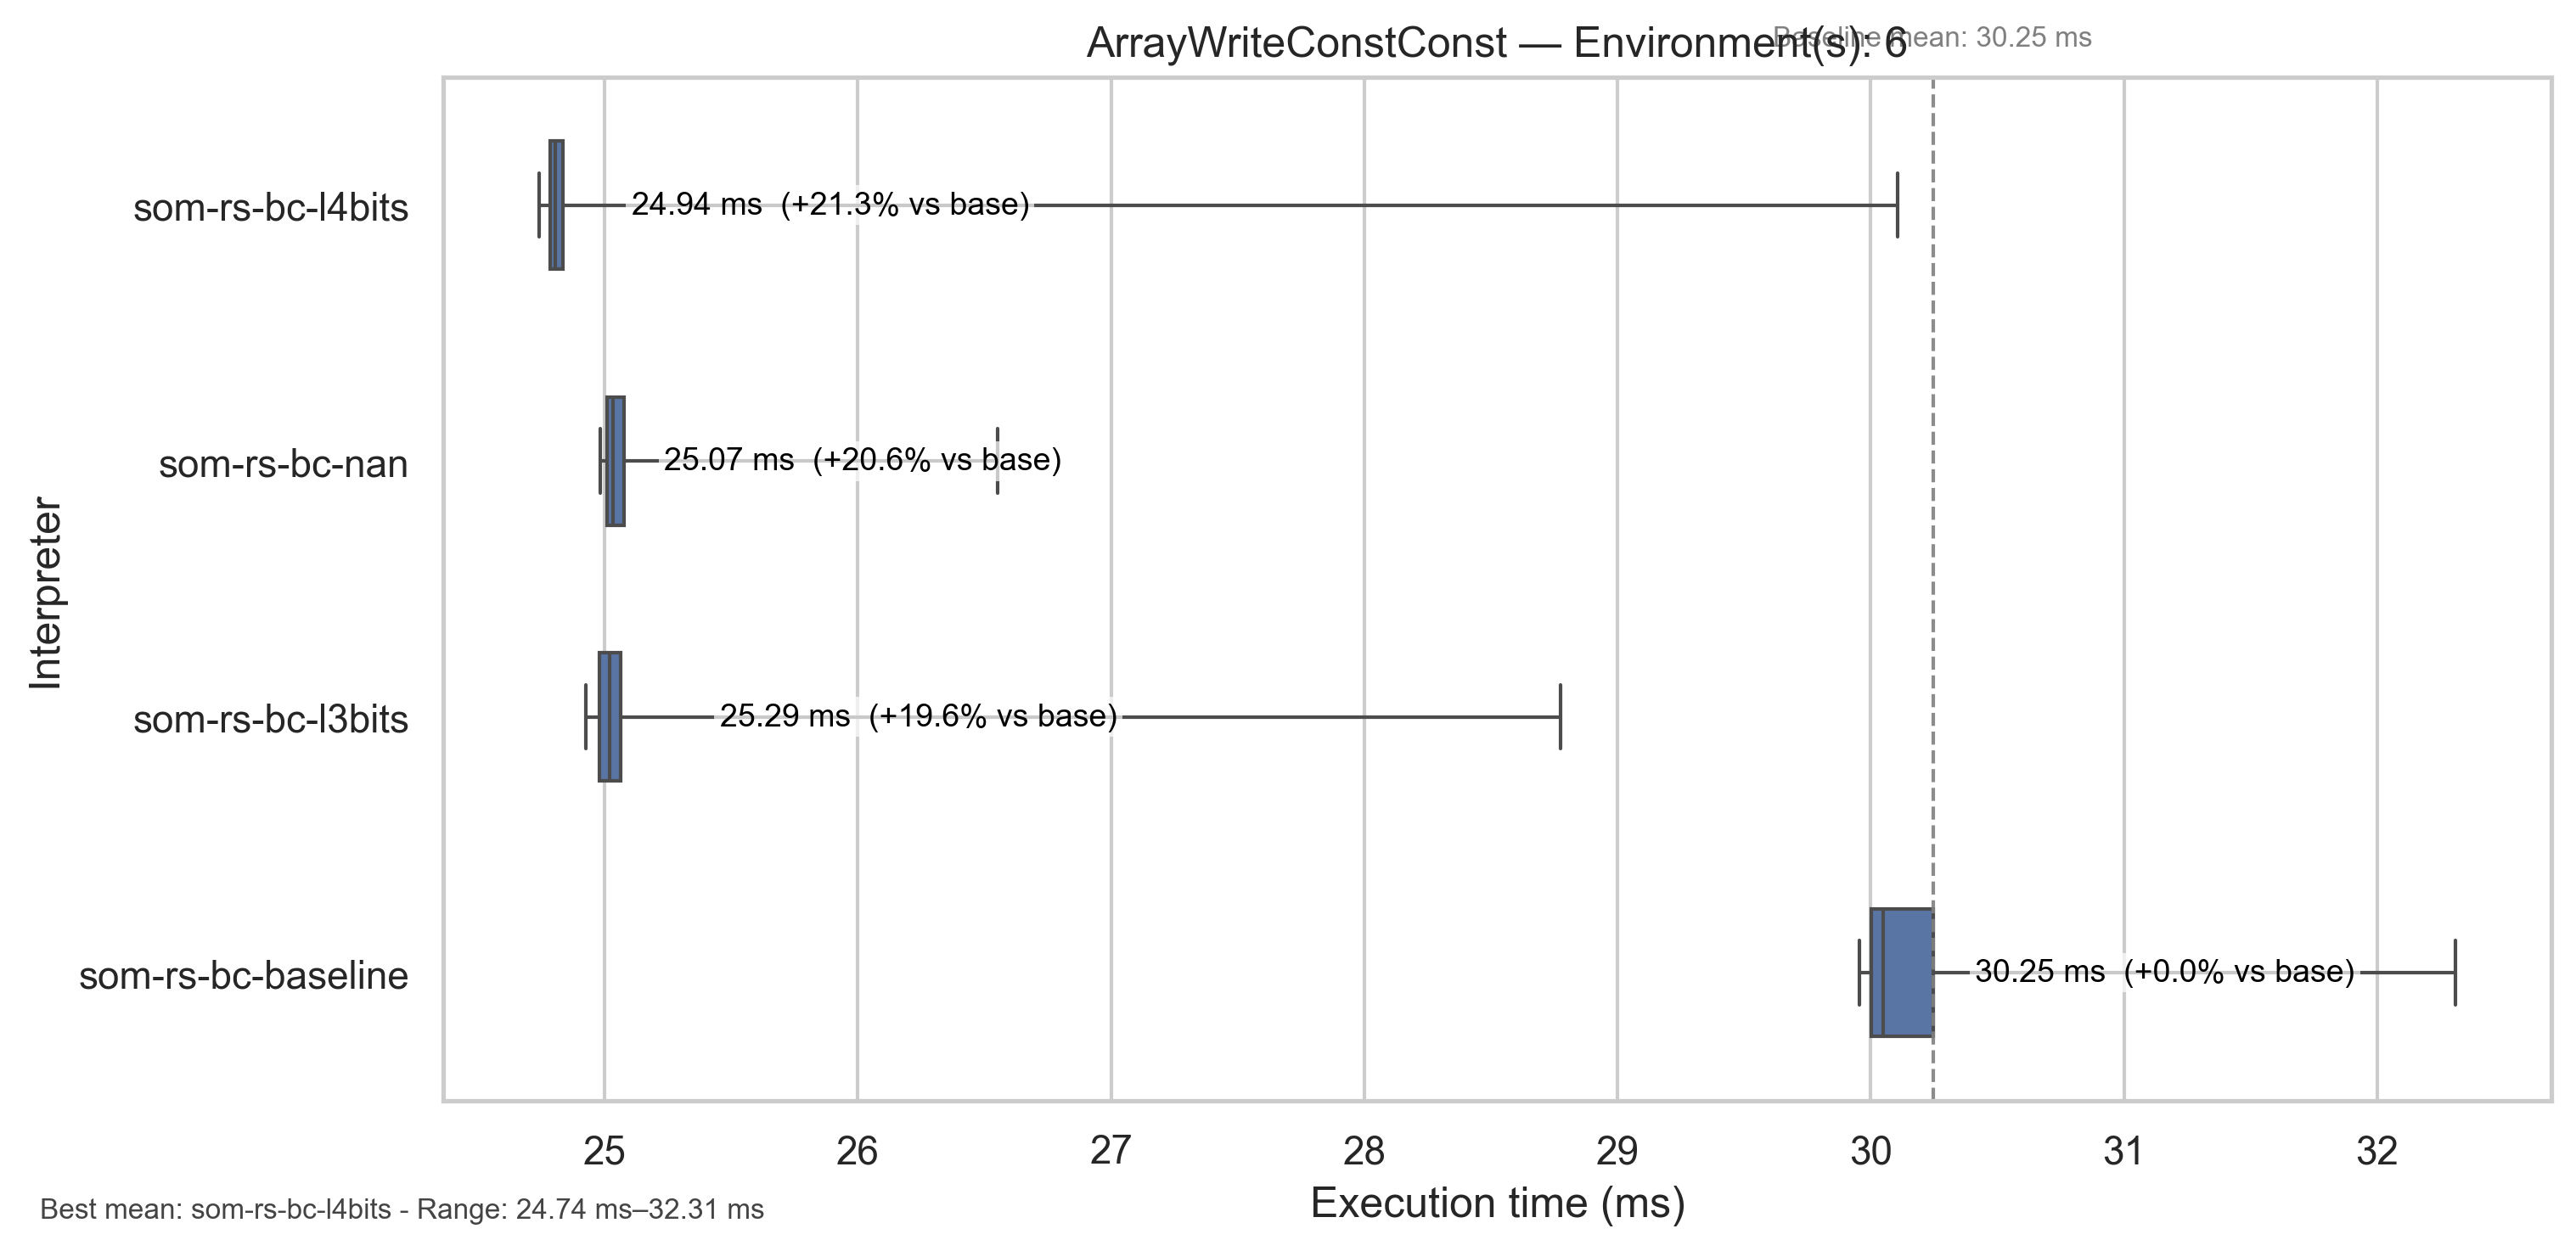 ArrayWriteConstConst — Environment(s): 6
Baseline mean: 30.25 ms
som-rs-bc-l4bits
24.94 ms (+21.3% vs base)
som-rs-bc-nan
25.07 ms (+20.6% vs base)
som-rs-bc-l3bits
25.29 ms (+19.6% vs base)
som-rs-bc-baseline
30.25 ms (+0.0% vs base)
Interpreter
25 26 27 28 29 30 31 32
Execution time (ms)
Best mean: som-rs-bc-l4bits - Range: 24.74 ms–32.31 ms